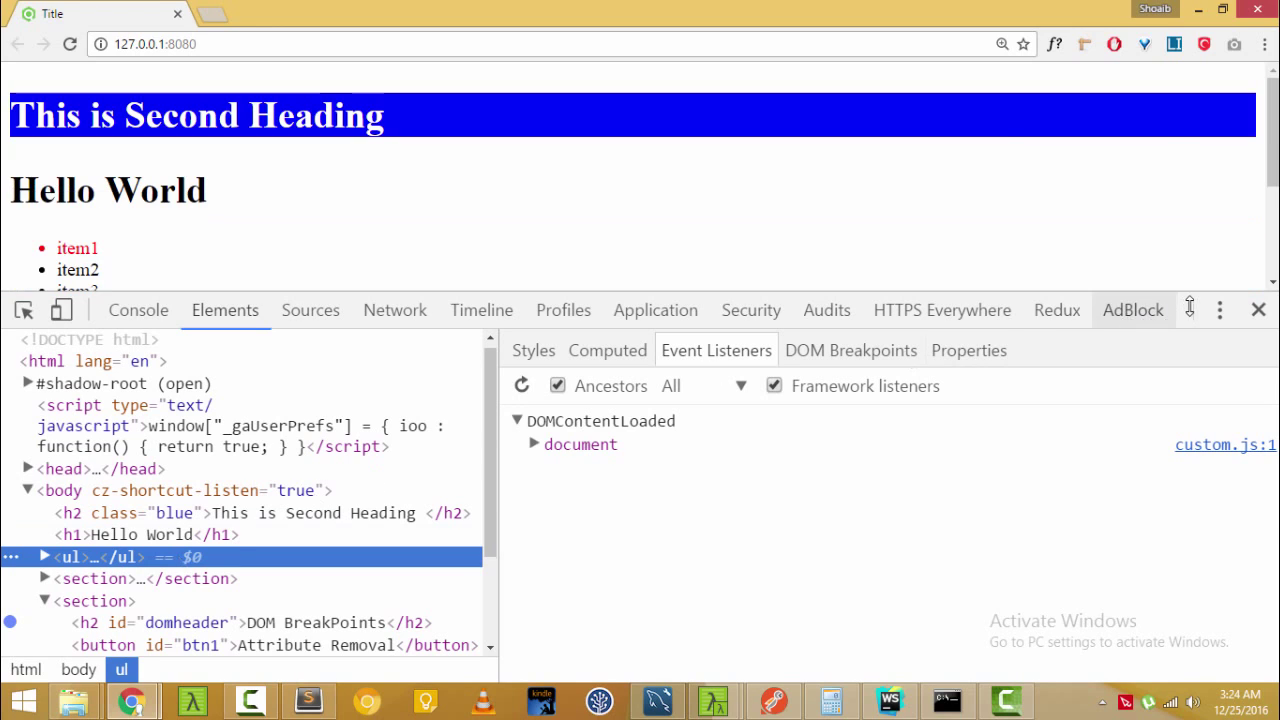 Title
Shoaib
127.0.0.1:8080
f?
LI
This is Second Heading
Hello World
• item1
• item2
Console Elements Sources Network Timeline Profiles Application Security Audits HTTPS Everywhere Redux AdBlock
<!DOCTYPE html>
<html lang="en">
#shadow-root (open)
<script type="text/
javascript">window["_gaUserPrefs"] = { ioo :
function() { return true; } }</script>
<head>…</head>
<body cz-shortcut-listen="true">
<h2 class="blue">This is Second Heading </h2>
<h1>Hello World</h1>
… <ul>…</ul> == $0
<section>…</section>
<section>
<h2 id="domheader">DOM BreakPoints</h2>
<button id="btn1">Attribute Removal</button>
html body ul
Styles Computed Event Listeners DOM Breakpoints Properties
Ancestors All Framework listeners
DOMContentLoaded
document custom.js:1
Activate Windows
Go to PC settings to activate Windows.
kindle
WS
3:24 AM
12/25/2016